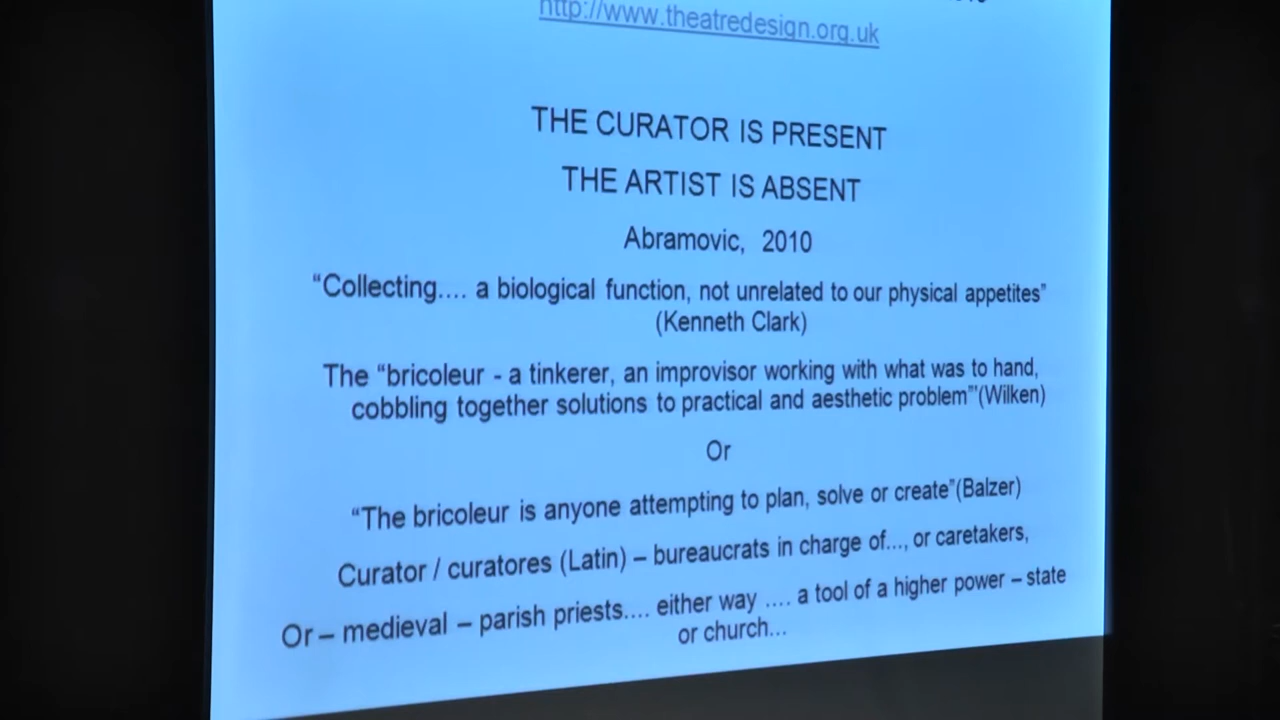 http://www.theatredesign.org.uk
THE CURATOR IS PRESENT
THE ARTIST IS ABSENT
Abramovic, 2010
“Collecting.... a biological function, not unrelated to our physical appetites”
(Kenneth Clark)
The “bricoleur - a tinkerer, an improvisor working with what was to hand,
cobbling together solutions to practical and aesthetic problem”’(Wilken)
Or
“The bricoleur is anyone attempting to plan, solve or create”(Balzer)
Curator / curatores (Latin) – bureaucrats in charge of..., or caretakers,
Or – medieval – parish priests.... either way .... a tool of a higher power – state
or church...